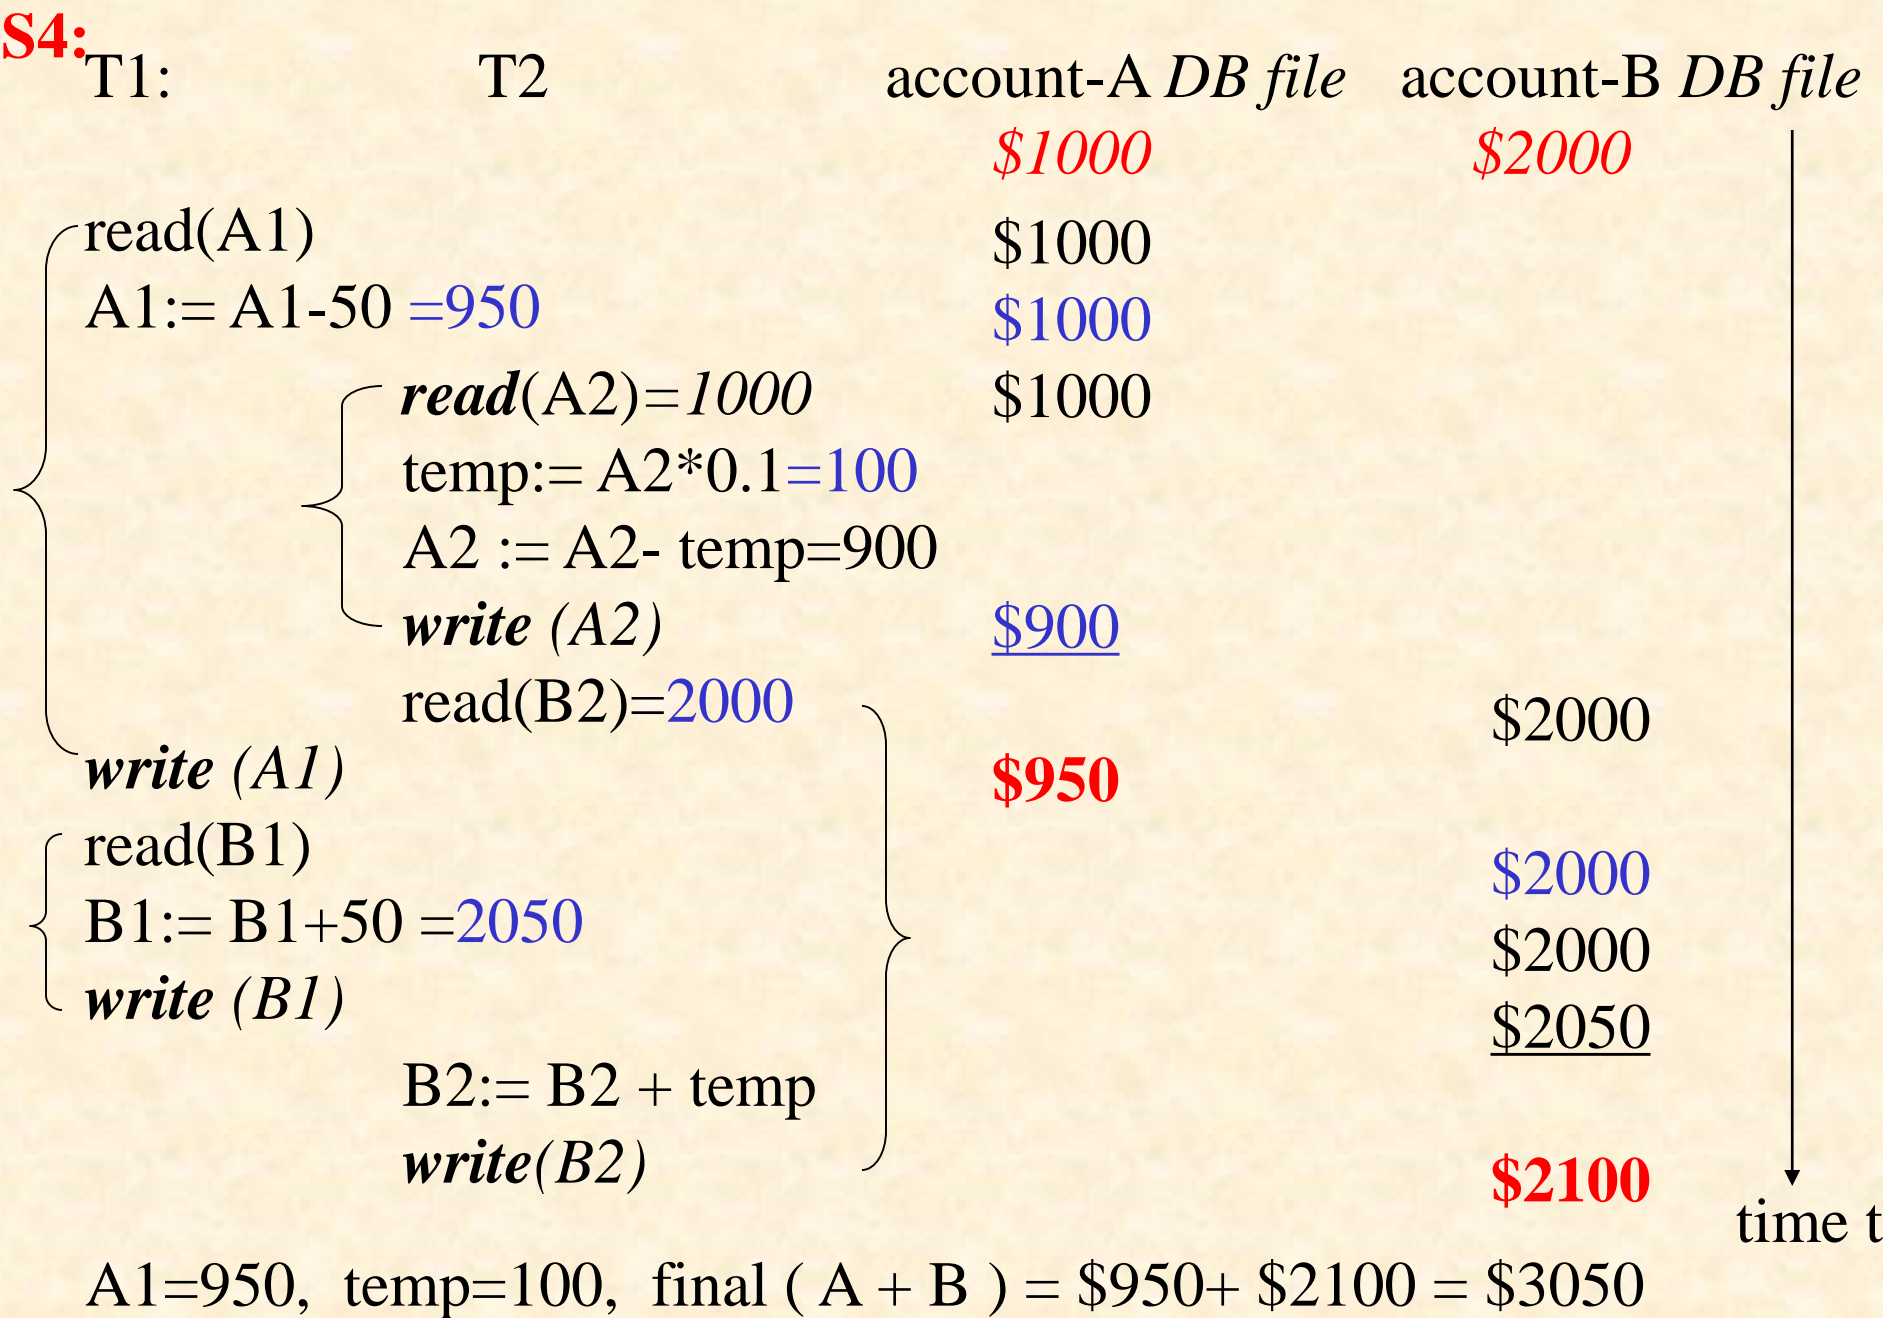 S4:
T1: T2 account-A DB file account-B DB file
$1000 $2000
read(A1) $1000
A1:= A1-50 =950 $1000
read(A2)=1000 $1000
temp:= A2*0.1=100
A2 := A2- temp=900
write (A2) $900
read(B2)=2000 $2000
write (A1) $950
read(B1) $2000
B1:= B1+50 =2050 $2000
write (B1) $2050
B2:= B2 + temp
write(B2) $2100
time t
A1=950, temp=100, final ( A + B ) = $950+ $2100 = $3050